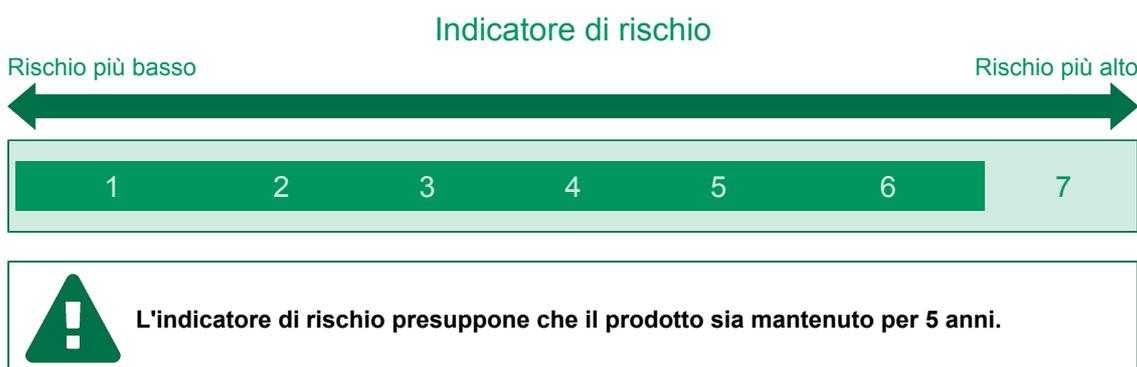 Indicatore di rischio
Rischio più basso Rischio più alto
1 2 3 4 5 6 7
L'indicatore di rischio presuppone che il prodotto sia mantenuto per 5 anni.